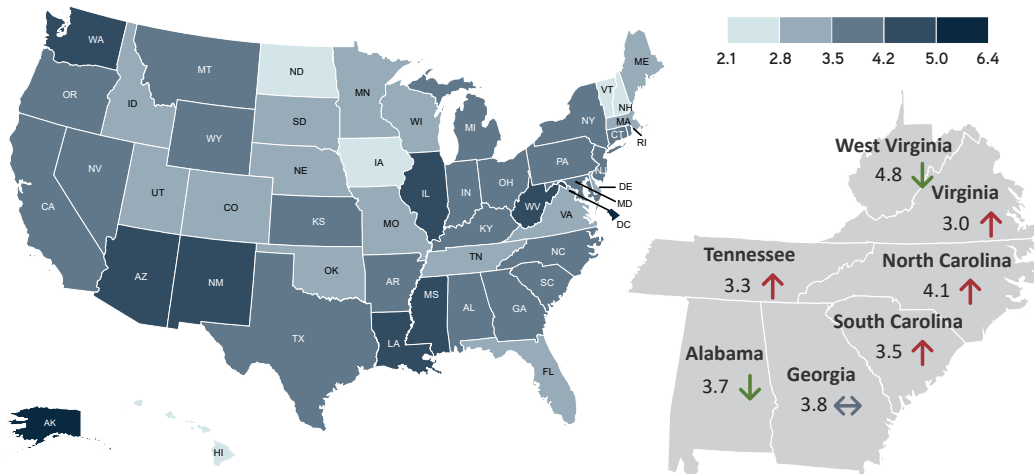 2.1 2.8 3.5 4.2 5.0 6.4
WA
MT
ND
MN
ME
OR
ID
SD
WI
MI
VT
NH
NY
MA
CT
RI
WY
IA
NE
PA
NJ
NV
UT
CO
IL
IN
OH
DE
MD
DC
CA
KS
MO
WV
VA
KY
AZ
NM
OK
AR
TN
NC
SC
MS
AL
GA
TX
LA
FL
AK
HI
West Virginia
4.8
Virginia
3.0
Tennessee
3.3
North Carolina
4.1
South Carolina
3.5
Alabama
3.7
Georgia
3.8